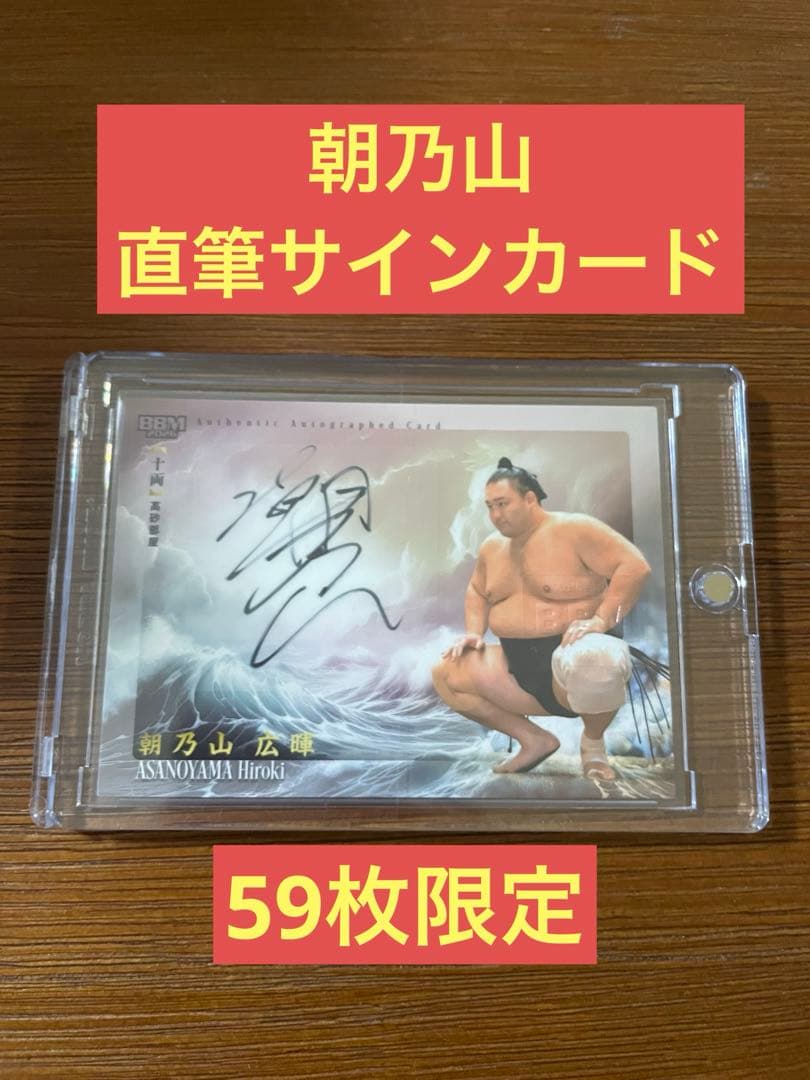 朝乃山
直筆サインカード
BBM
Authentic Autographed Card
【十両】高砂部屋
朝乃山 広暉
ASANOYAMA Hiroki
59枚限定